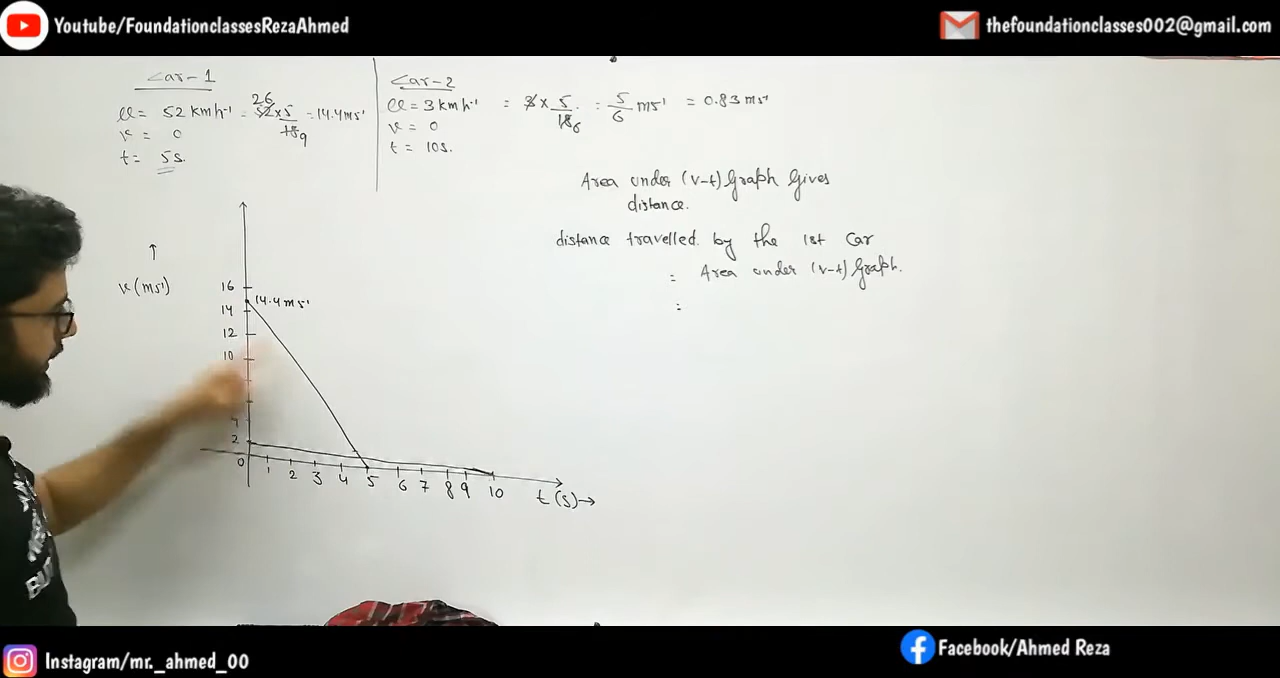 Youtube/FoundationclassesRezaAhmed
thefoundationclasses002@gmail.com
Car-1
u = 52 kmh⁻¹ = 52 × 5/18 = 14.4 ms⁻¹
26
9
v = 0
t = 5s.
Car-2
u = 3 kmh⁻¹ = 3 × 5/18 = 5/6 ms⁻¹ = 0.83 ms⁻¹
6
v = 0
t = 10s.
Area under (v-t) Graph Gives
distance.
distance travelled by the 1st Car
= Area under (v-t) Graph.
=
↑
v (ms⁻¹)
16
14.4 ms⁻¹
14
12
10
4
2
0 1 2 3 4 5 6 7 8 9 10
t (s) →
Instagram/mr._ahmed_00
Facebook/Ahmed Reza